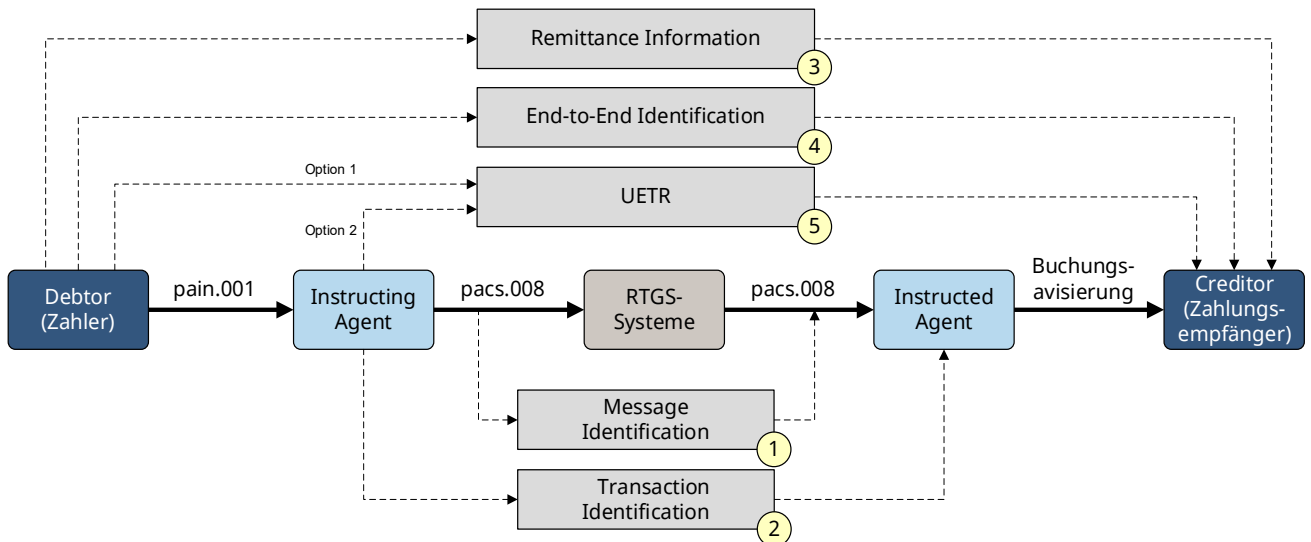 Remittance Information
3
End-to-End Identification
4
Option 1
UETR
5
Option 2
Debtor
(Zahler)
pain.001
Instructing
Agent
pacs.008
RTGS-
Systeme
pacs.008
Instructed
Agent
Buchungs-
avisierung
Creditor
(Zahlungs-
empfänger)
Message
Identification
1
Transaction
Identification
2